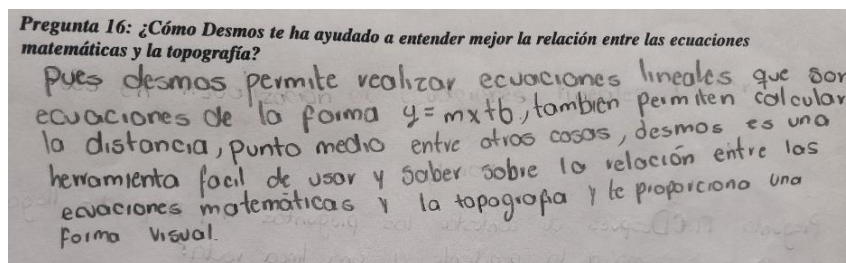 Pregunta 16: ¿Cómo Desmos te ha ayudado a entender mejor la relación entre las ecuaciones
matemáticas y la topografía?
Pues desmos permite realizar ecuaciones lineales que son
ecuaciones de la forma y = mx+b, tambien permiten calcular
la distancia, punto medio entre otros cosas, desmos es una
herramienta facil de usar y saber sobre la relación entre las
ecuaciones matemáticas y la topografia y te proporciona una
forma visual.